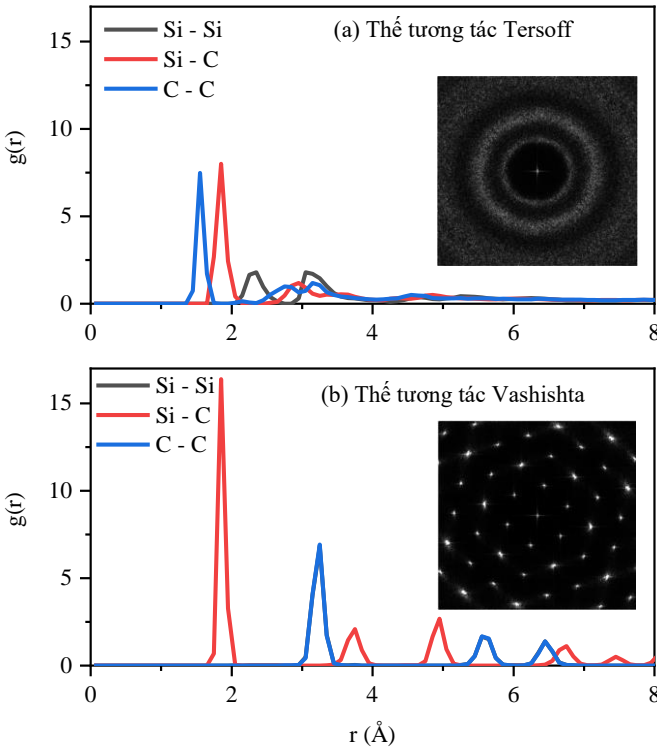 Si - Si
(a) Thế tương tác Tersoff
Si - C
C - C
15
10
g(r)
5
0
0 2 4 6 8
Si - Si
(b) Thế tương tác Vashishta
Si - C
C - C
15
10
g(r)
5
0
0 2 4 6 8
r (Å)